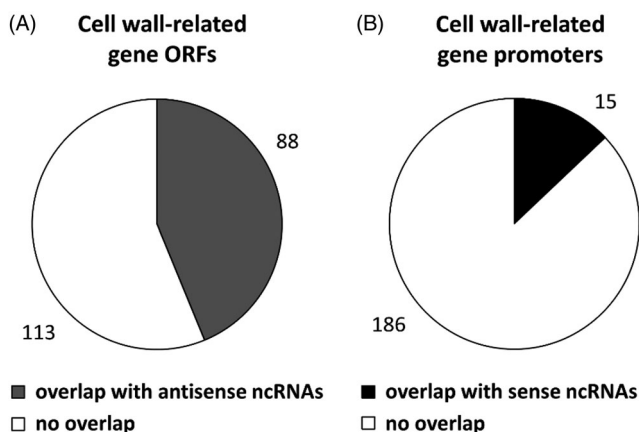 (A)
Cell wall-related
gene ORFs
88
113
overlap with antisense ncRNAs
no overlap
(B)
Cell wall-related
gene promoters
15
186
overlap with sense ncRNAs
no overlap